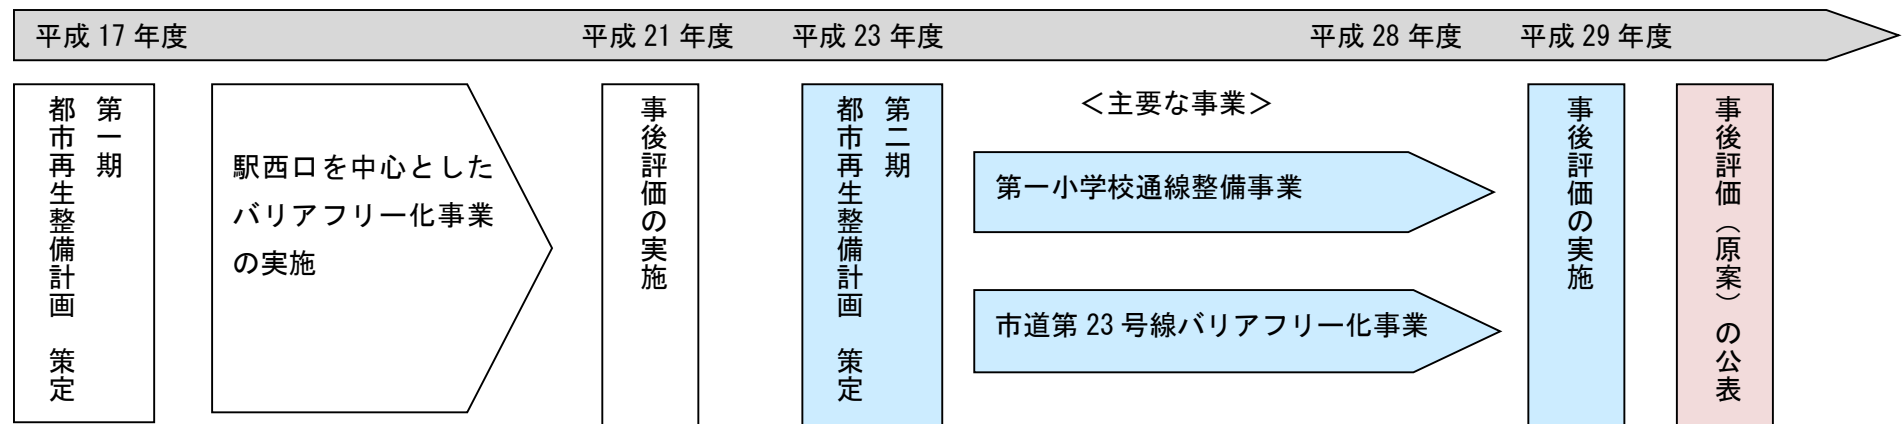 平成 17 年度
平成 21 年度
平成 23 年度
平成 28 年度
平成 29 年度
第一期
都市再生整備計画 策定
駅西口を中心とした
バリアフリー化事業
の実施
事後評価の実施
第二期
都市再生整備計画 策定
＜主要な事業＞
第一小学校通線整備事業
市道第 23 号線バリアフリー化事業
事後評価の実施
事後評価（原案）の公表